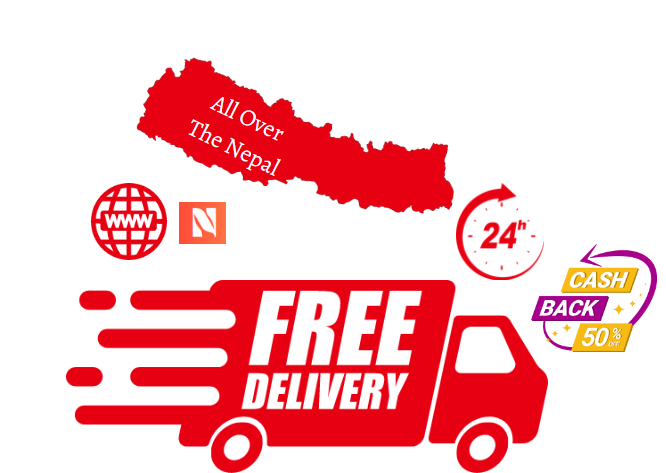 All Over
The Nepal
WWW
N
24h
CASH
BACK
50% OFF
FREE
DELIVERY